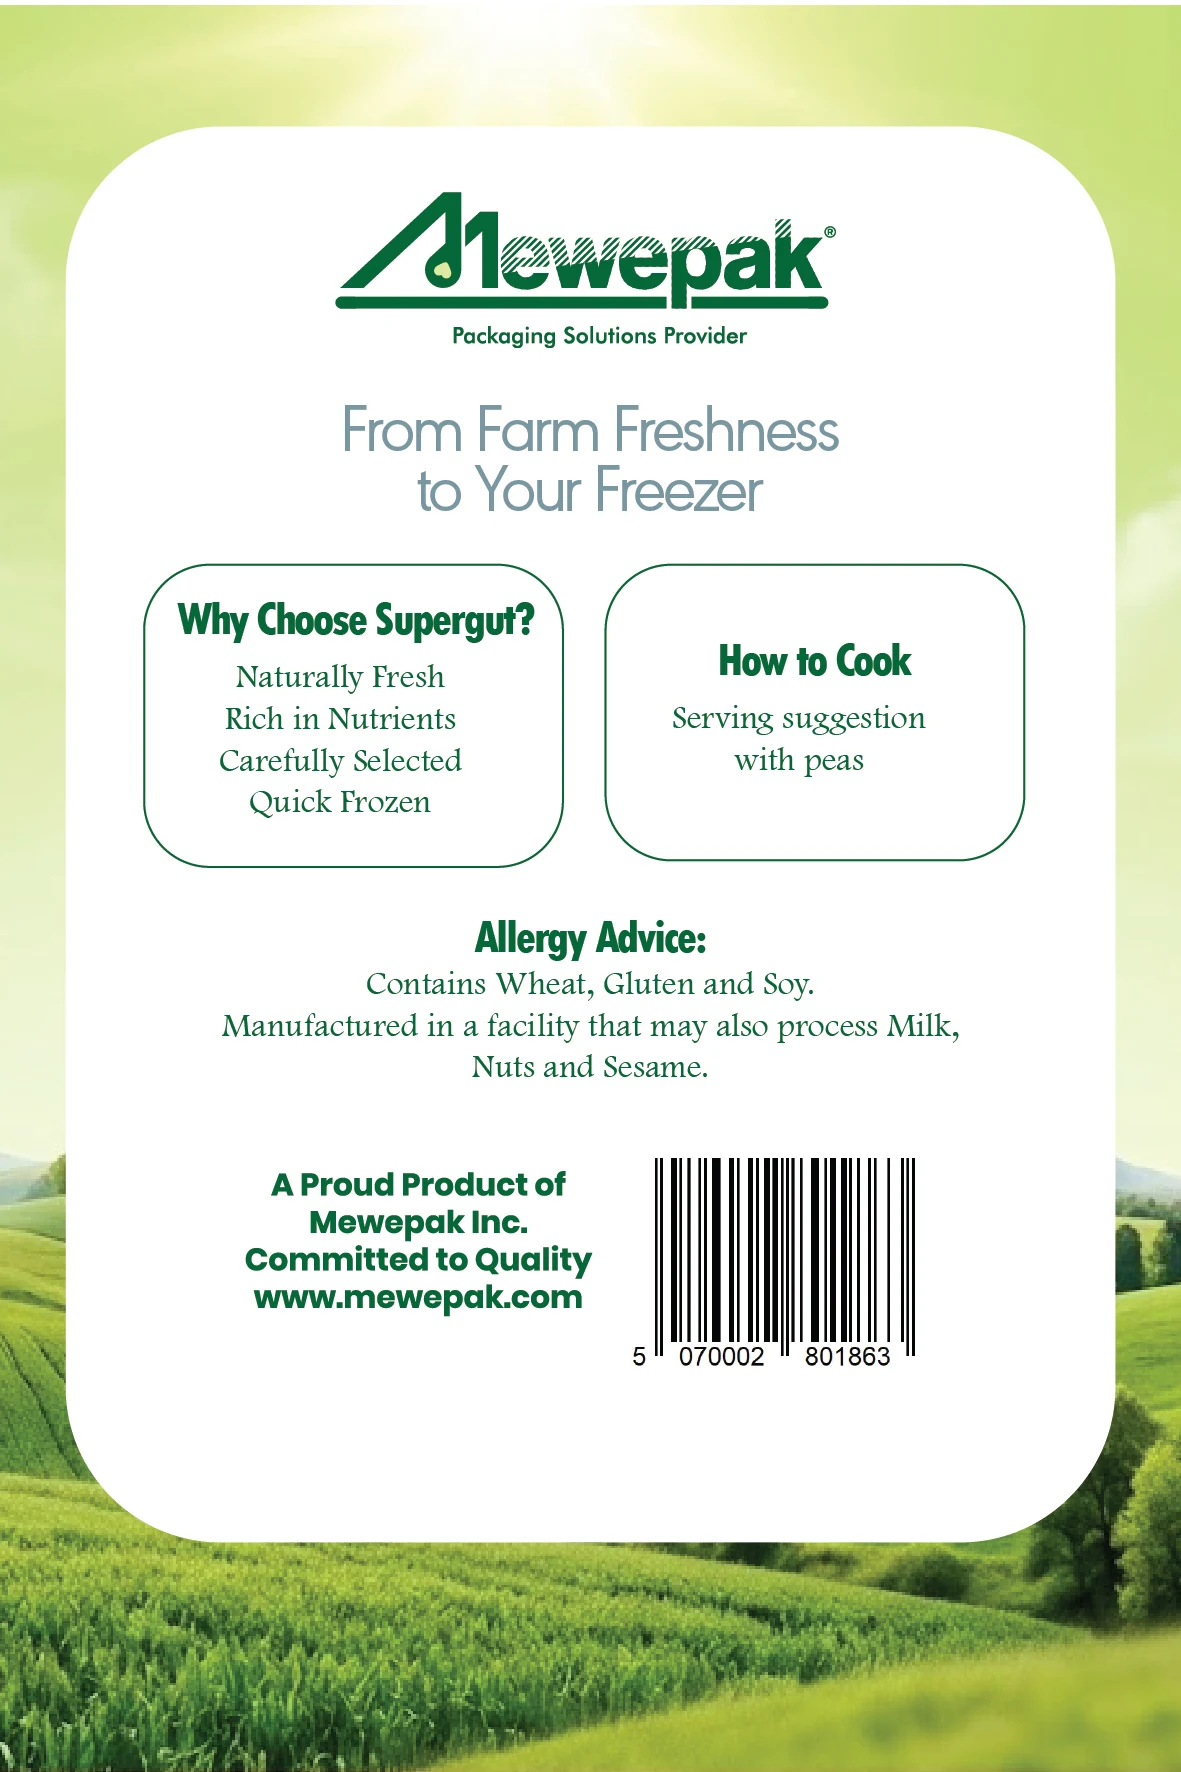 Mewepak®
Packaging Solutions Provider
From Farm Freshness
to Your Freezer
Why Choose Supergut?
Naturally Fresh
Rich in Nutrients
Carefully Selected
Quick Frozen
How to Cook
Serving suggestion
with peas
Allergy Advice:
Contains Wheat, Gluten and Soy.
Manufactured in a facility that may also process Milk,
Nuts and Sesame.
A Proud Product of
Mewepak Inc.
Committed to Quality
www.mewepak.com
5 070002 801863